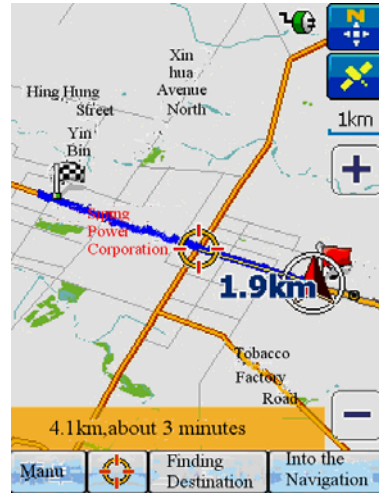 N
1km
Xin
hua
Avenue
North
Hing Hung
Street
Yin
Bin
Spring
Power
Corporation
1.9km
Tobacco
Factory
Road
4.1km,about 3 minutes
Manu
Finding
Destination
Into the
Navigation